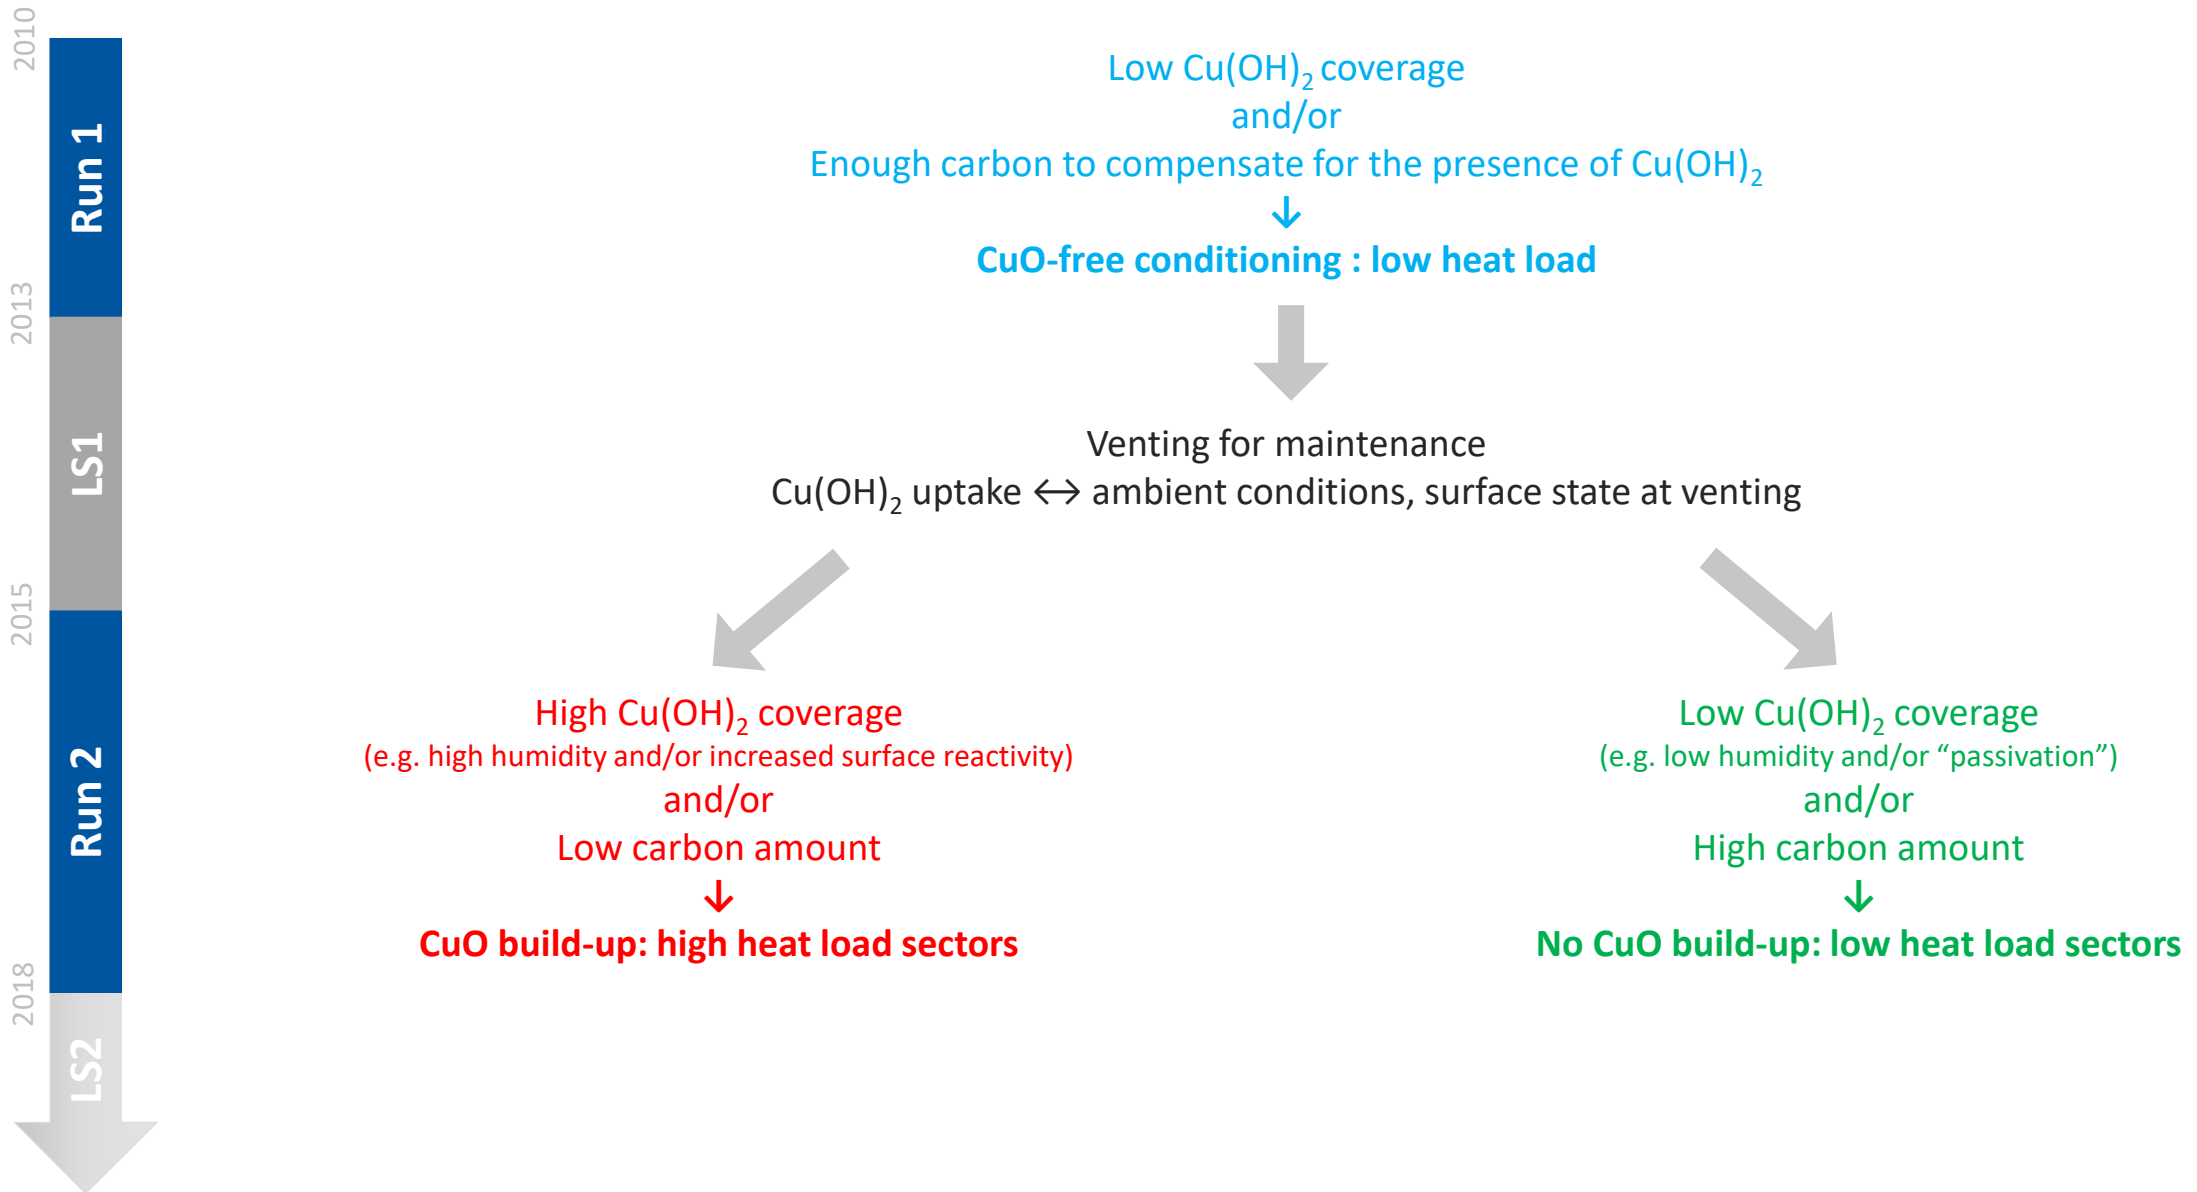 2010
Run 1
2013
LS1
2015
Run 2
2018
LS2
Low Cu(OH)₂ coverage
and/or
Enough carbon to compensate for the presence of Cu(OH)₂
↓
CuO-free conditioning : low heat load
Venting for maintenance
Cu(OH)₂ uptake ↔ ambient conditions, surface state at venting
High Cu(OH)₂ coverage
(e.g. high humidity and/or increased surface reactivity)
and/or
Low carbon amount
↓
CuO build-up: high heat load sectors
Low Cu(OH)₂ coverage
(e.g. low humidity and/or “passivation”)
and/or
High carbon amount
↓
No CuO build-up: low heat load sectors